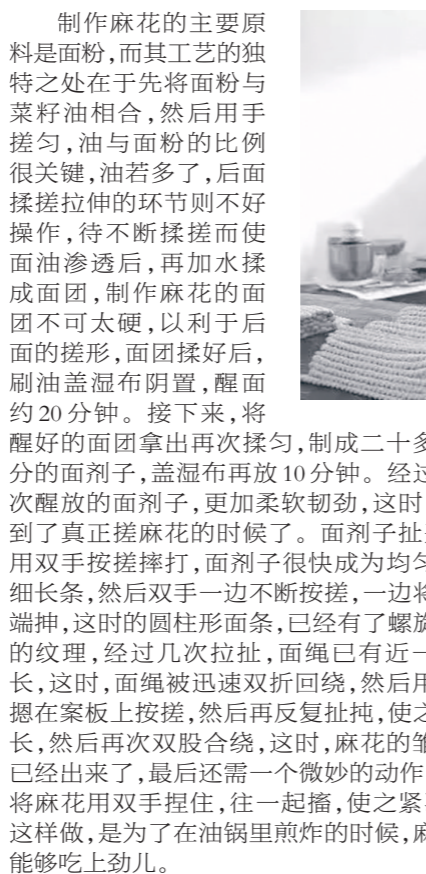 制作麻花的主要原
料是面粉，而其工艺的独
特之处在于先将面粉与
菜籽油相合，然后用手
搓匀，油与面粉的比例
很关键，油若多了，后面
揉搓拉伸的环节则不好
操作，待不断揉搓而使
面油渗透后，再加水揉
成面团，制作麻花的面
团不可太硬，以利于后
面的搓形，面团揉好后，
刷油盖湿布阴置，醒面
约20分钟。接下来，将
醒好的面团拿出再次揉匀，制成二十多
分的面剂子，盖湿布再放10分钟。经过
次醒放的面剂子，更加柔软韧劲，这时
到了真正搓麻花的时候了。面剂子扯
用双手按搓摔打，面剂子很快成为均匀
细长条，然后双手一边不断按搓，一边将
端抻，这时的圆柱形面条，已经有了螺旋
的纹理，经过几次拉扯，面绳已有近一
长，这时，面绳被迅速双折回绕，然后用
摁在案板上按搓，然后再反复扯扽，使之
长，然后再次双股合绕，这时，麻花的雏
已经出来了，最后还需一个微妙的动作
将麻花用双手捏住，往一起搐，使之紧
这样做，是为了在油锅里煎炸的时候，麻
能够吃上劲儿。